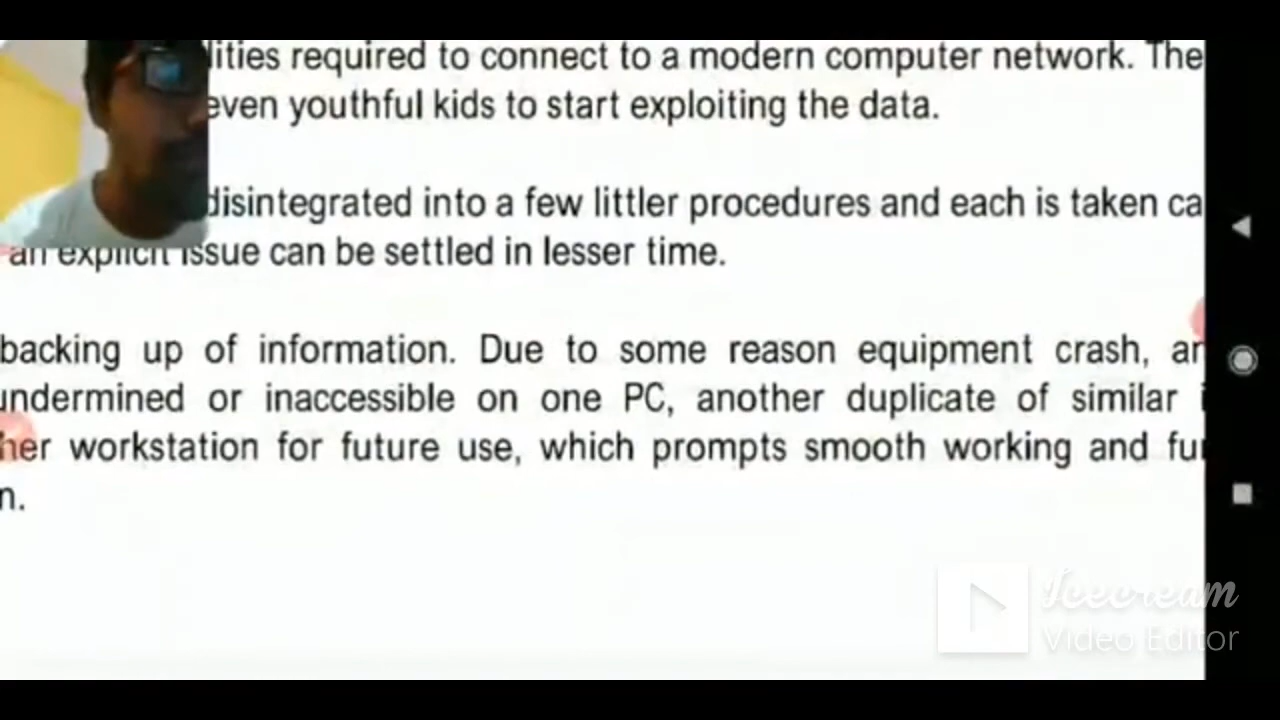 lities required to connect to a modern computer network. The
even youthful kids to start exploiting the data.
disintegrated into a few littler procedures and each is taken ca
an explicit issue can be settled in lesser time.
backing up of information. Due to some reason equipment crash, an
undermined or inaccessible on one PC, another duplicate of similar
her workstation for future use, which prompts smooth working and fu
n.
Icecream
Video Editor